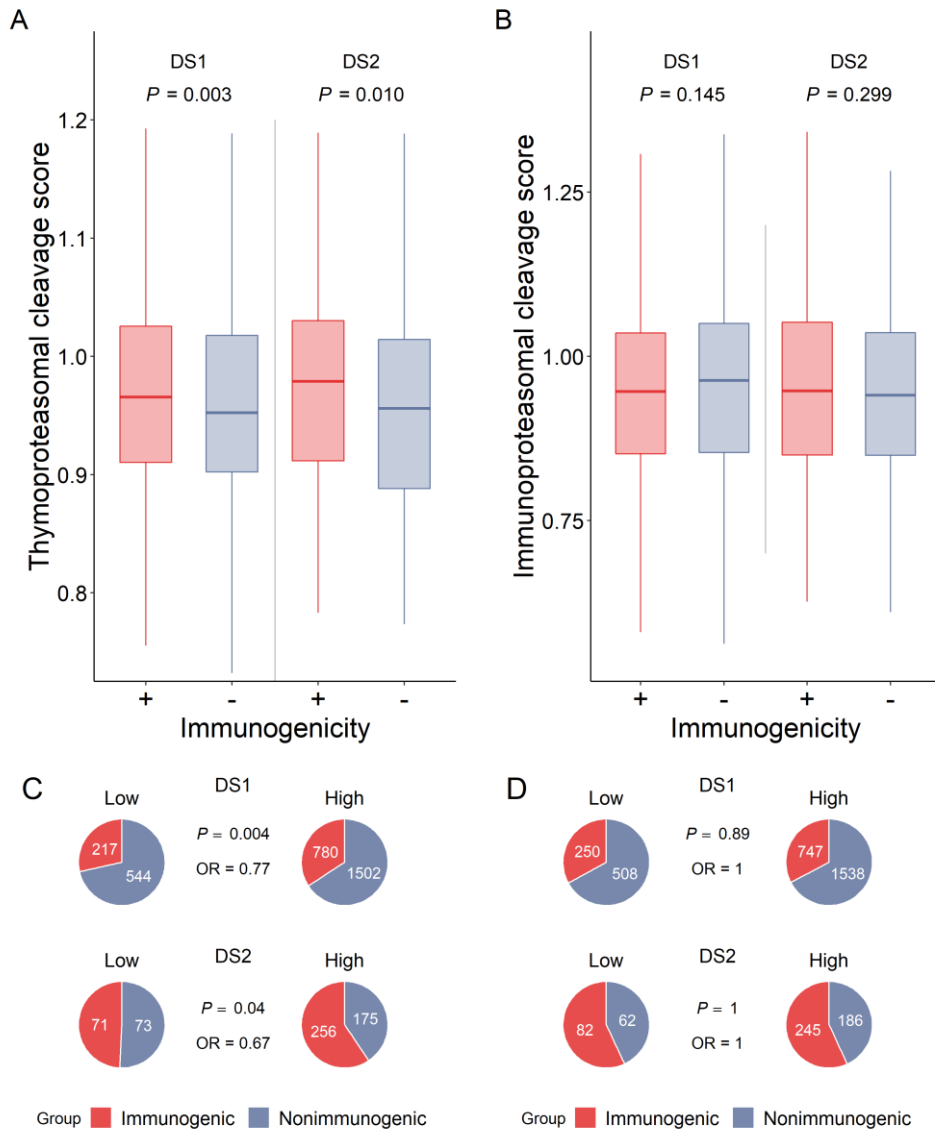 A
DS1
DS2
P = 0.003
P = 0.010
Thymoproteasomal cleavage score
1.2
1.1
1.0
0.9
0.8
+
-
+
-
Immunogenicity
B
DS1
DS2
P = 0.145
P = 0.299
Immunoproteasomal cleavage score
1.25
1.00
0.75
+
-
+
-
Immunogenicity
C
Low
DS1
High
217
544
P = 0.004
OR = 0.77
780
1502
Low
DS2
High
71
73
P = 0.04
OR = 0.67
256
175
Group Immunogenic Nonimmunogenic
D
Low
DS1
High
250
508
P = 0.89
OR = 1
747
1538
Low
DS2
High
82
62
P = 1
OR = 1
245
186
Group Immunogenic Nonimmunogenic